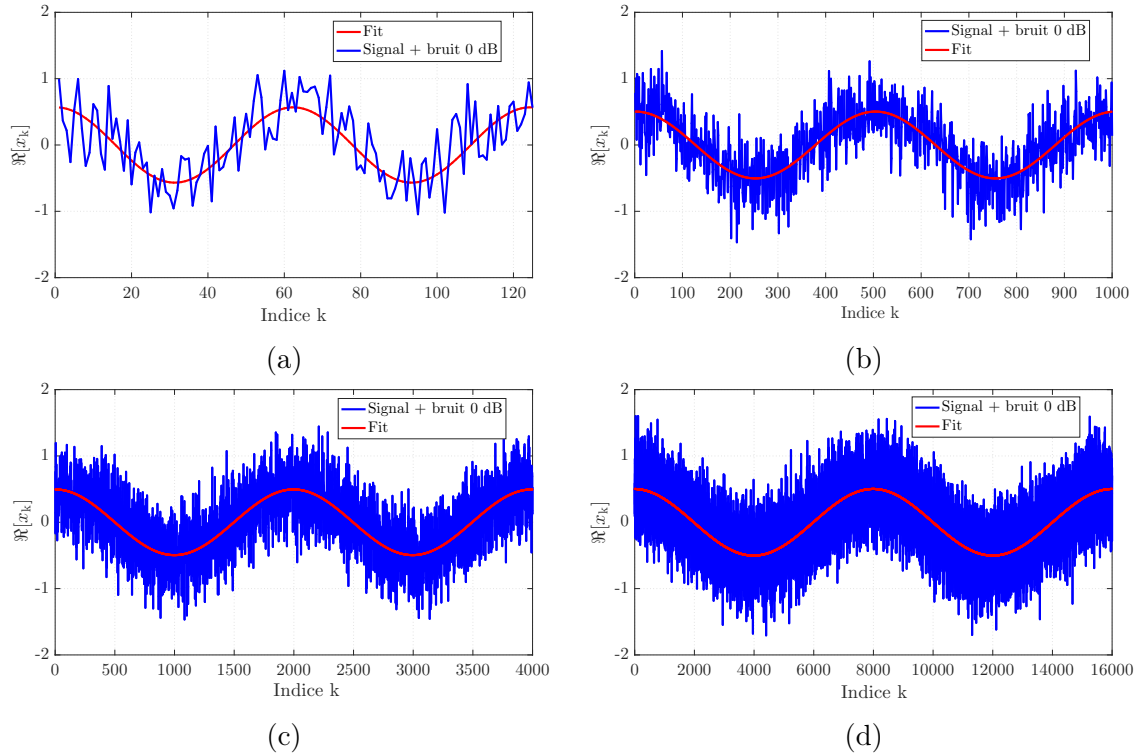 2
1
0
-1
-2
ℜ[x_k]
0 20 40 60 80 100 120
Indice k
Fit
Signal + bruit 0 dB
(a)
2
1
0
-1
-2
ℜ[x_k]
0 100 200 300 400 500 600 700 800 900 1000
Indice k
Signal + bruit 0 dB
Fit
(b)
2
1
0
-1
-2
ℜ[x_k]
0 500 1000 1500 2000 2500 3000 3500 4000
Indice k
Signal + bruit 0 dB
Fit
(c)
2
1
0
-1
-2
ℜ[x_k]
0 2000 4000 6000 8000 10000 12000 14000 16000
Indice k
Signal + bruit 0 dB
Fit
(d)